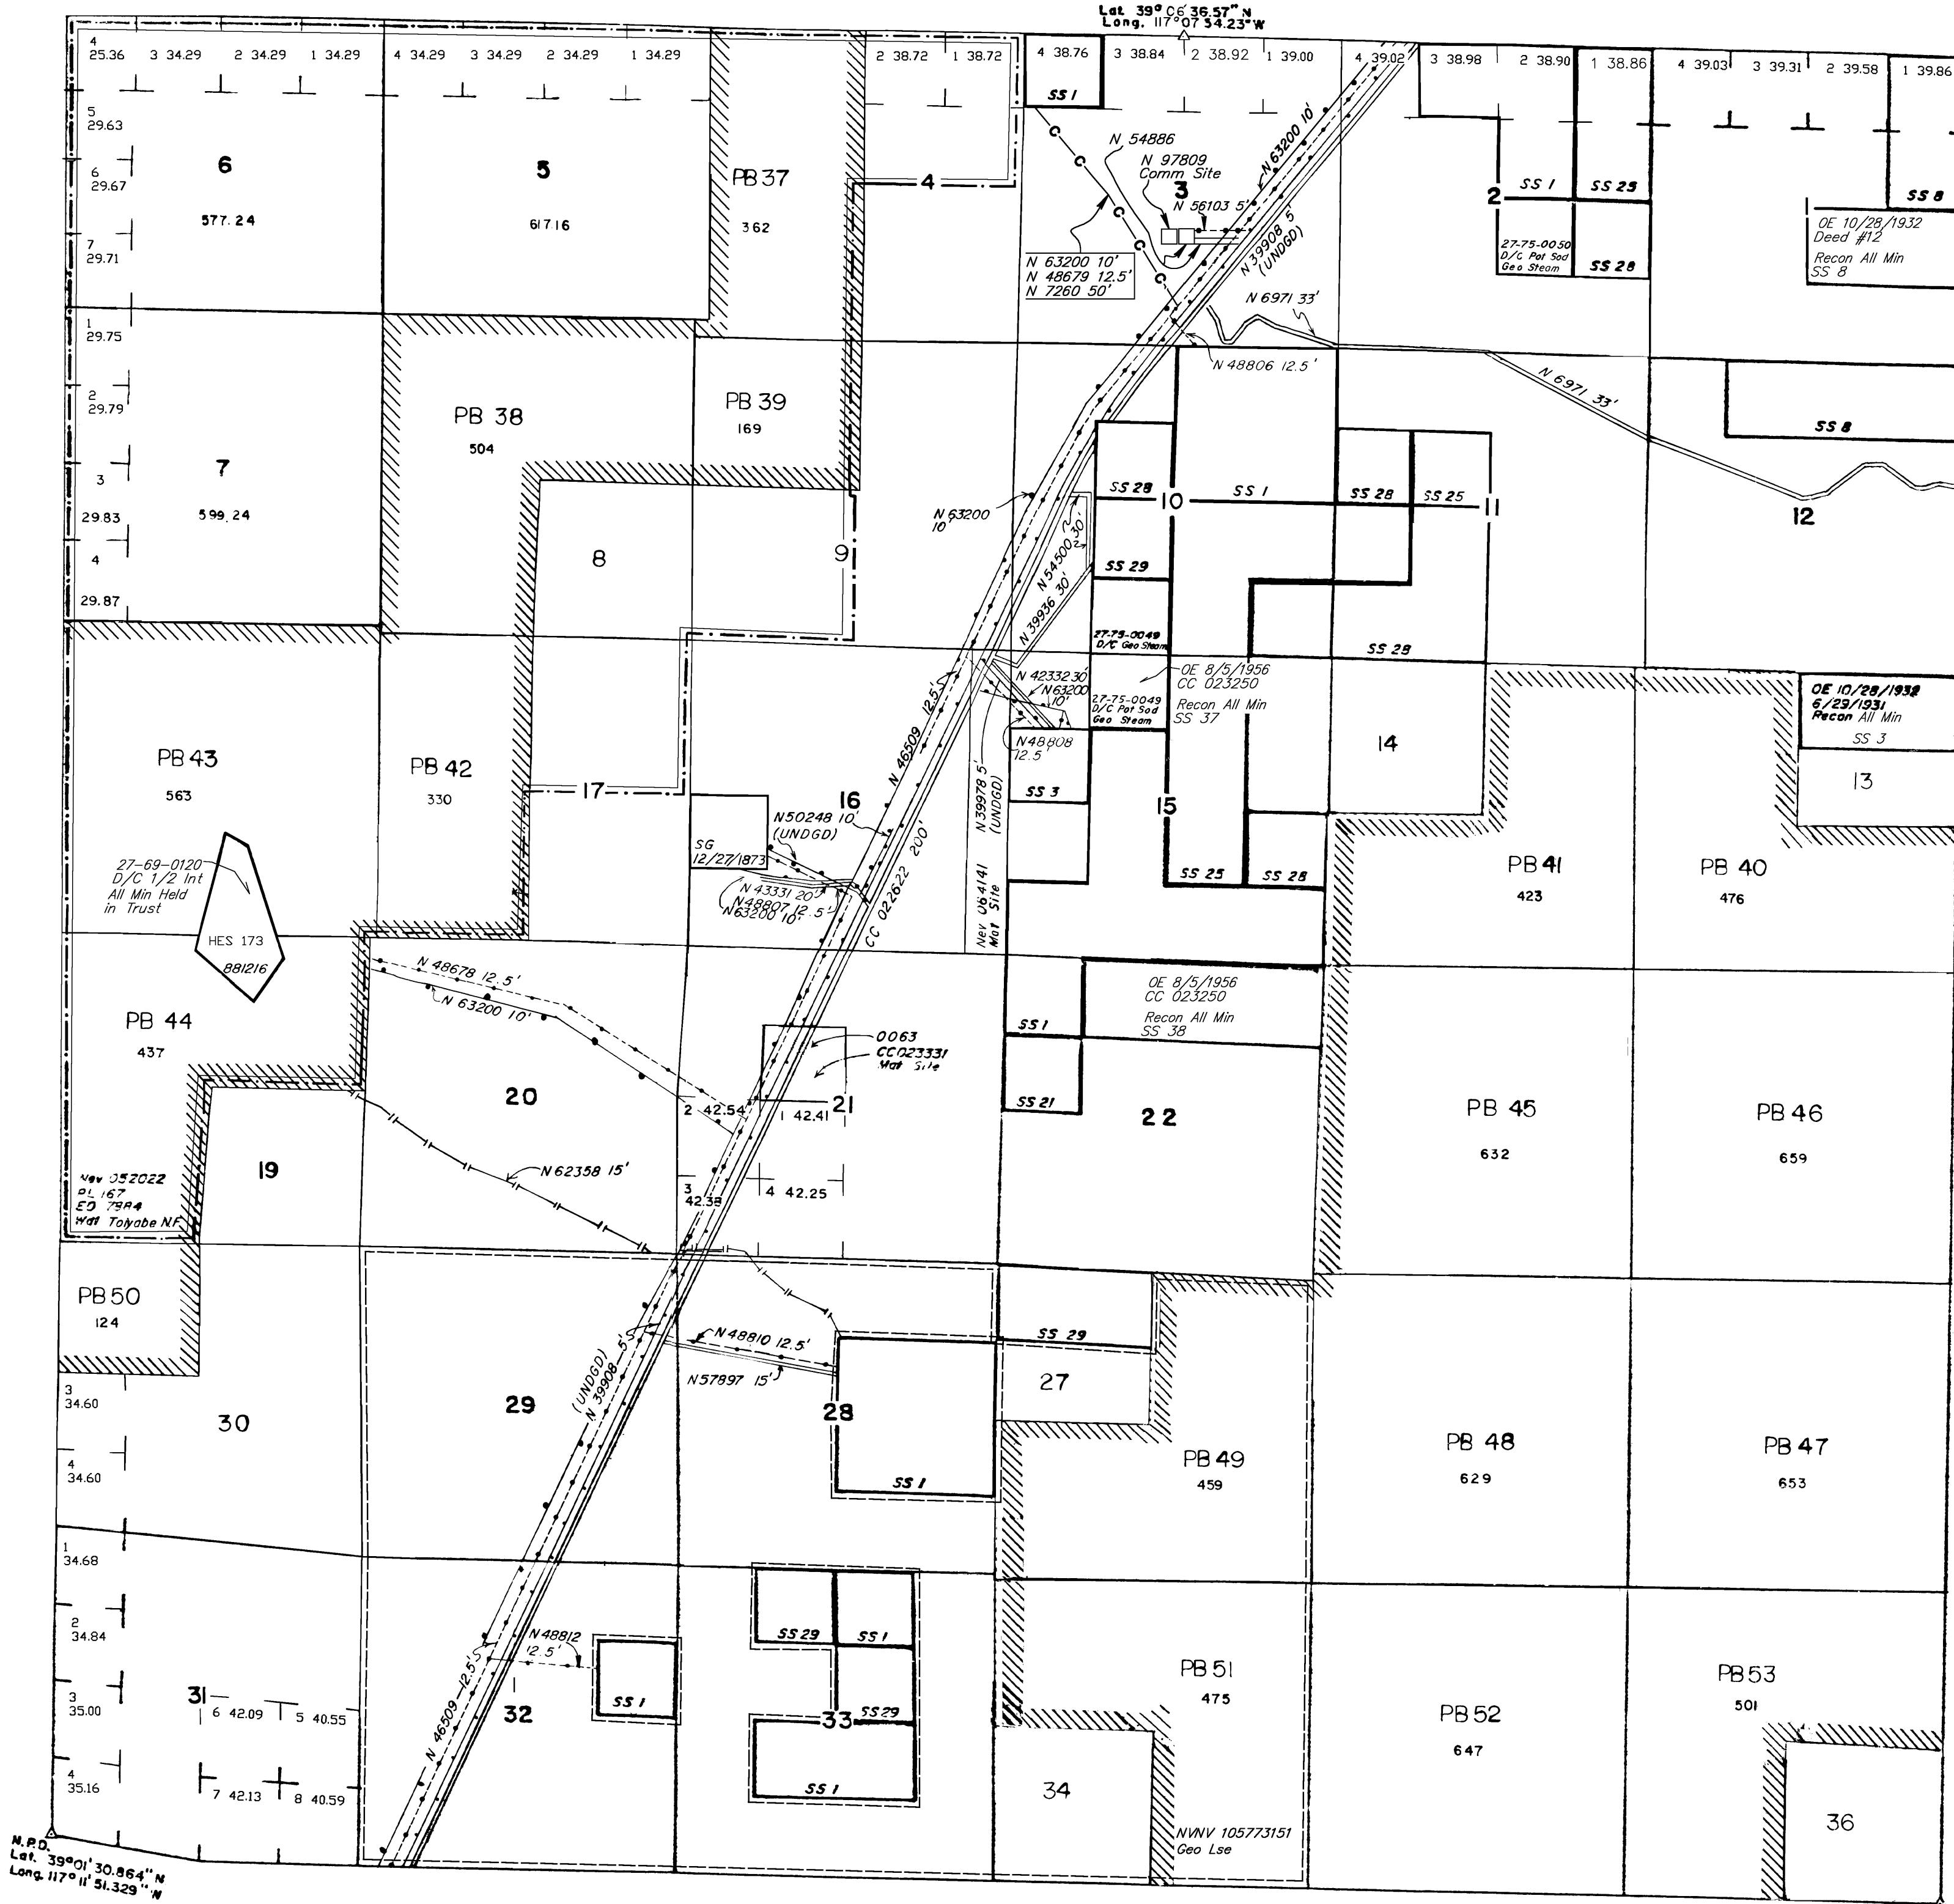 Lat. 39° 06' 36.57" N
Long. 117° 07' 34.23" W
4
25.36
3 34.29
2 34.29
1 34.29
4 34.29
3 34.29
2 34.29
1 34.29
2 38.72
1 38.72
4 38.76
3 38.84
2 38.92
1 39.00
4 39.02
3 38.98
2 38.90
1 38.86
4 39.03
3 39.31
2 39.58
1 39.86
SS 1
5
29.63
6
29.67
7
29.71
6
577.24
5
617.16
PB 37
362
4
N 54886
N 97809
Comm Site
3
N 56103 5'
N 63200 10'
N 39908 5'
(UNDGD)
N 63200 10'
N 48679 12.5'
N 7260 50'
2
SS 1
SS 25
27-75-0050
D/C Pot Sod
Geo Steam
SS 28
1
SS 8
OE 10/28/1932
Deed #12
Recon All Min
SS 8
N 6971 33'
N 48806 12.5'
N 6971 33'
SS 8
1
29.75
2
29.79
3
29.83
4
29.87
7
599.24
PB 38
504
PB 39
169
8
9
N 63200
10'
SS 28
10
SS 1
SS 28
SS 25
11
12
N 54500 30'
N 39936 30'
SS 29
27-75-0049
D/C Geo Steam
SS 28
N 42332 30'
N 63200
10'
27-75-0049
D/C Pot Sod
Geo Steam
OE 8/5/1956
CC 023250
Recon All Min
SS 37
OE 10/28/1932
6/29/1931
Recon All Min
SS 3
PB 43
563
PB 42
330
17
16
N 46509 12.5'
N 48808
12.5'
14
13
N 39978 5'
(UNDGD)
SS 3
15
N 50248 10'
(UNDGD)
SG
12/27/1873
27-69-0120
D/C 1/2 Int
All Min Held
in Trust
HES 173
881216
N 43331 20'
N 48807 12.5'
N 63200 10'
CC 022622 200'
Nev 064141
Mat Site
SS 25
SS 28
PB 41
423
PB 40
476
N 48678 12.5'
N 63200 10'
OE 8/5/1956
CC 023250
Recon All Min
SS 38
SS 1
PB 44
437
0063
CC 023331
Mat Site
20
2 42.54
1 42.41
21
SS 21
22
PB 45
632
PB 46
659
N 62358 15'
19
Nev 052022
PL 167
EO 7884
Wdl Toiyabe N.F.
3
42.38
4 42.25
PB 50
124
N 48810 12.5'
N 57897 15'
(UNDGD)
N 39908 5'
SS 29
27
3
34.60
30
29
28
SS 1
4
34.60
PB 49
459
PB 48
629
PB 47
653
1
34.68
2
34.84
3
35.00
4
35.16
31
6 42.09
5 40.55
7 42.13
8 40.59
N 46509 12.5'
N 48812
12.5'
32
SS 1
SS 29
SS 1
33
SS 29
SS 1
PB 51
475
34
PB 52
647
PB 53
501
36
NVNV 105773151
Geo Lse
N.P.D.
Lat. 39°01' 30.864" N
Long. 117° 11' 51.329" W